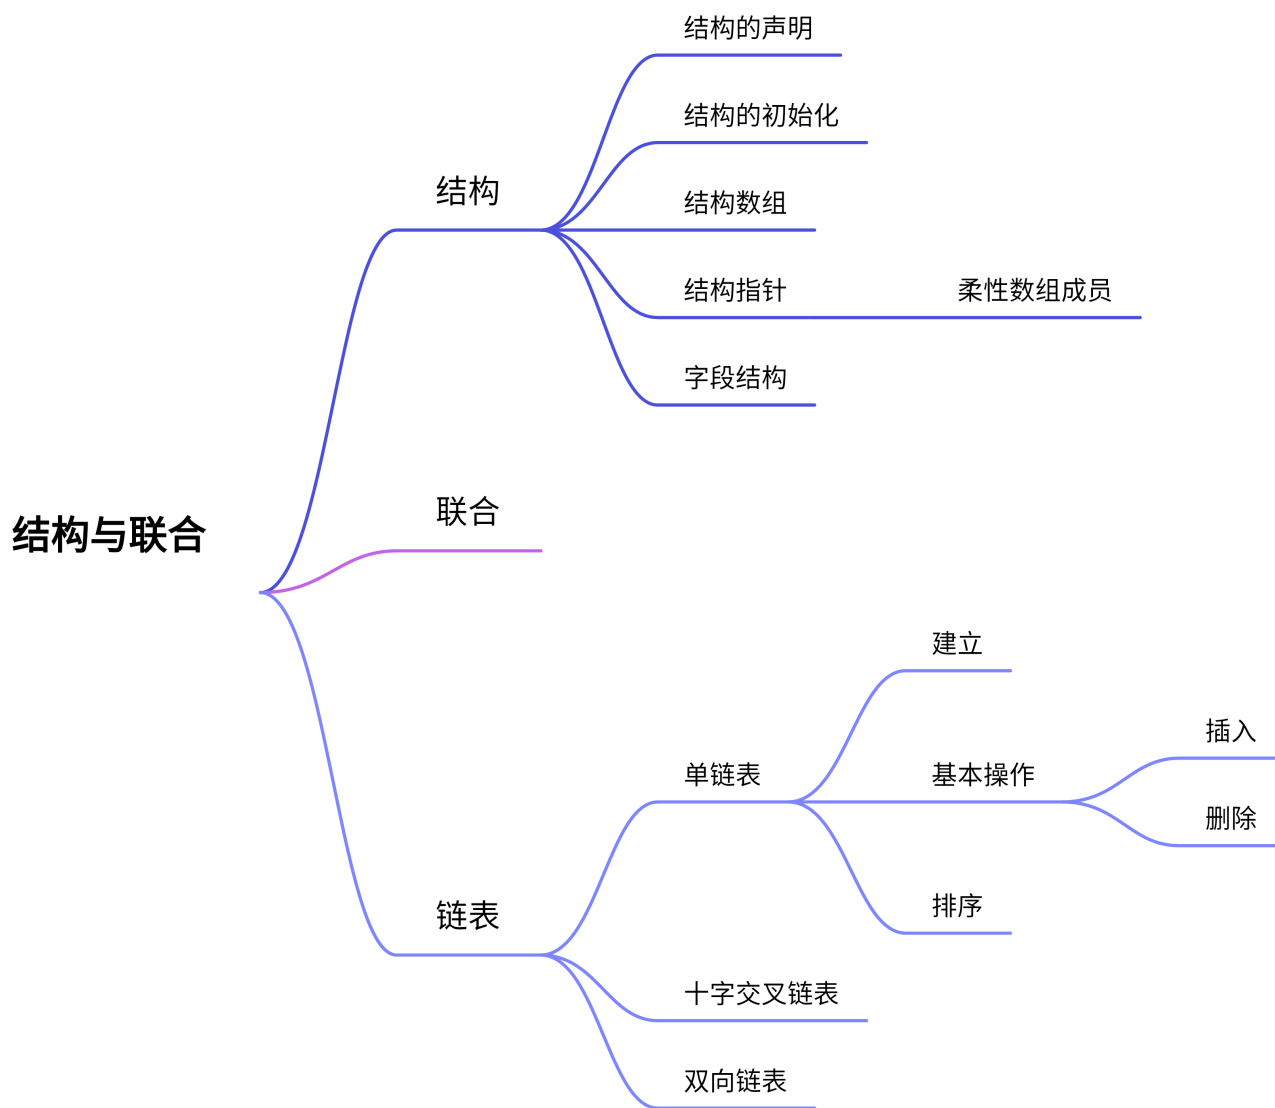 结构与联合
结构
结构的声明
结构的初始化
结构数组
结构指针
柔性数组成员
字段结构
联合
链表
单链表
建立
基本操作
插入
删除
排序
十字交叉链表
双向链表